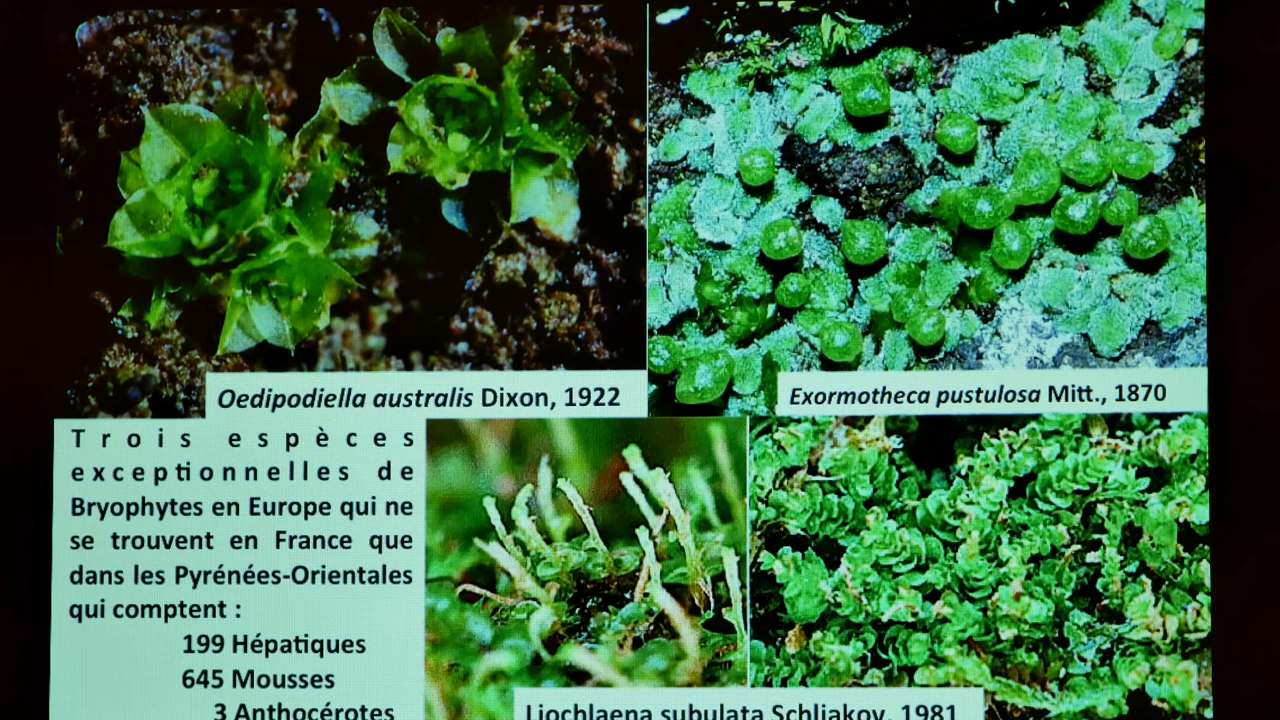 Oedipodiella australis Dixon, 1922
Exormotheca pustulosa Mitt., 1870
Trois espèces
exceptionnelles de
Bryophytes en Europe qui ne
se trouvent en France que
dans les Pyrénées-Orientales
qui comptent :
199 Hépatiques
645 Mousses
3 Anthocérotes
Liochlaena subulata Schljakov, 1981